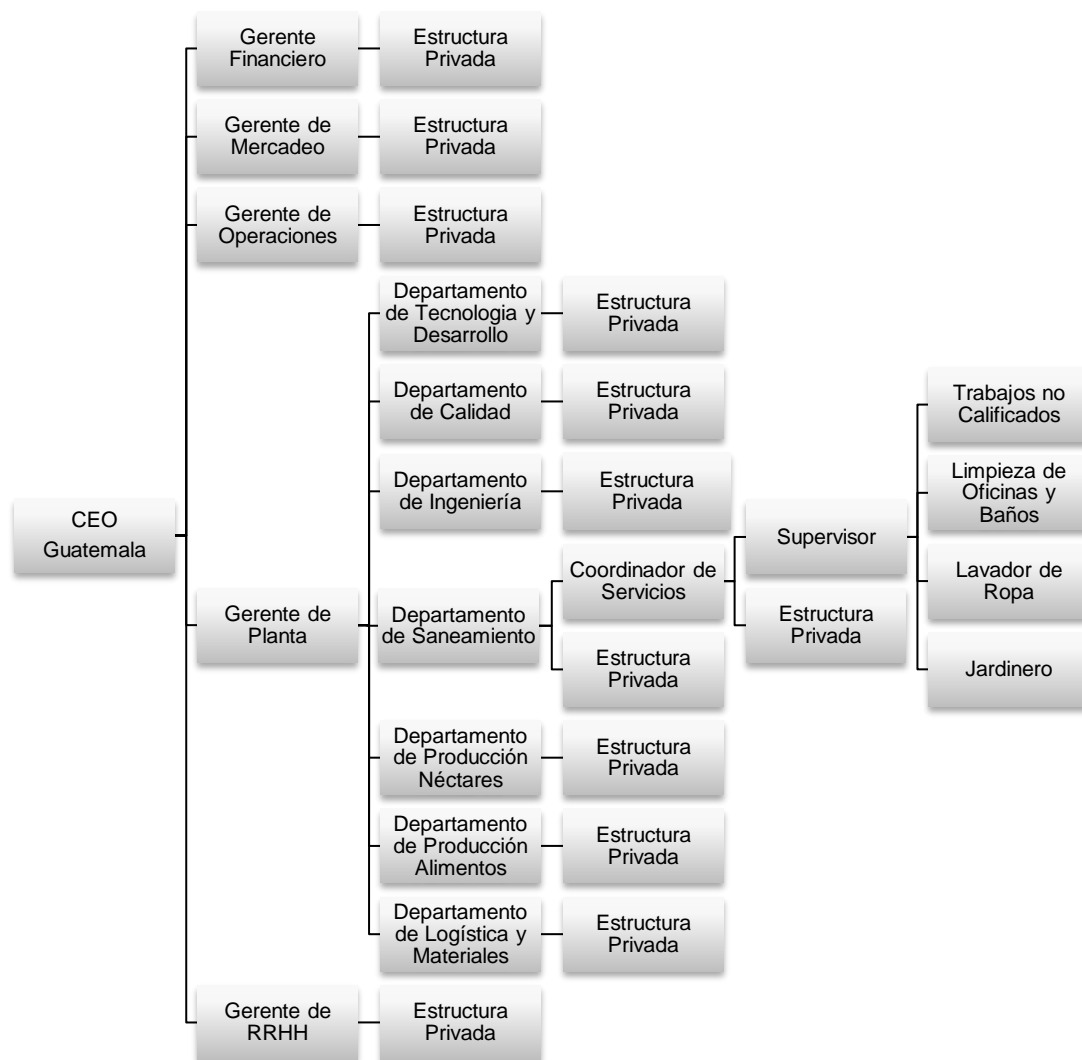 Gerente
Financiero
Estructura
Privada
Gerente de
Mercadeo
Estructura
Privada
Gerente de
Operaciones
Estructura
Privada
Departamento
de Tecnologia y
Desarrollo
Estructura
Privada
Departamento
de Calidad
Estructura
Privada
Trabajos no
Calificados
Departamento
de Ingeniería
Estructura
Privada
Limpieza de
Oficinas y
Baños
CEO
Guatemala
Supervisor
Gerente de
Planta
Departamento
de Saneamiento
Coordinador de
Servicios
Lavador de
Ropa
Estructura
Privada
Estructura
Privada
Jardinero
Departamento
de Producción
Néctares
Estructura
Privada
Departamento
de Producción
Alimentos
Estructura
Privada
Departamento
de Logística y
Materiales
Estructura
Privada
Gerente de
RRHH
Estructura
Privada